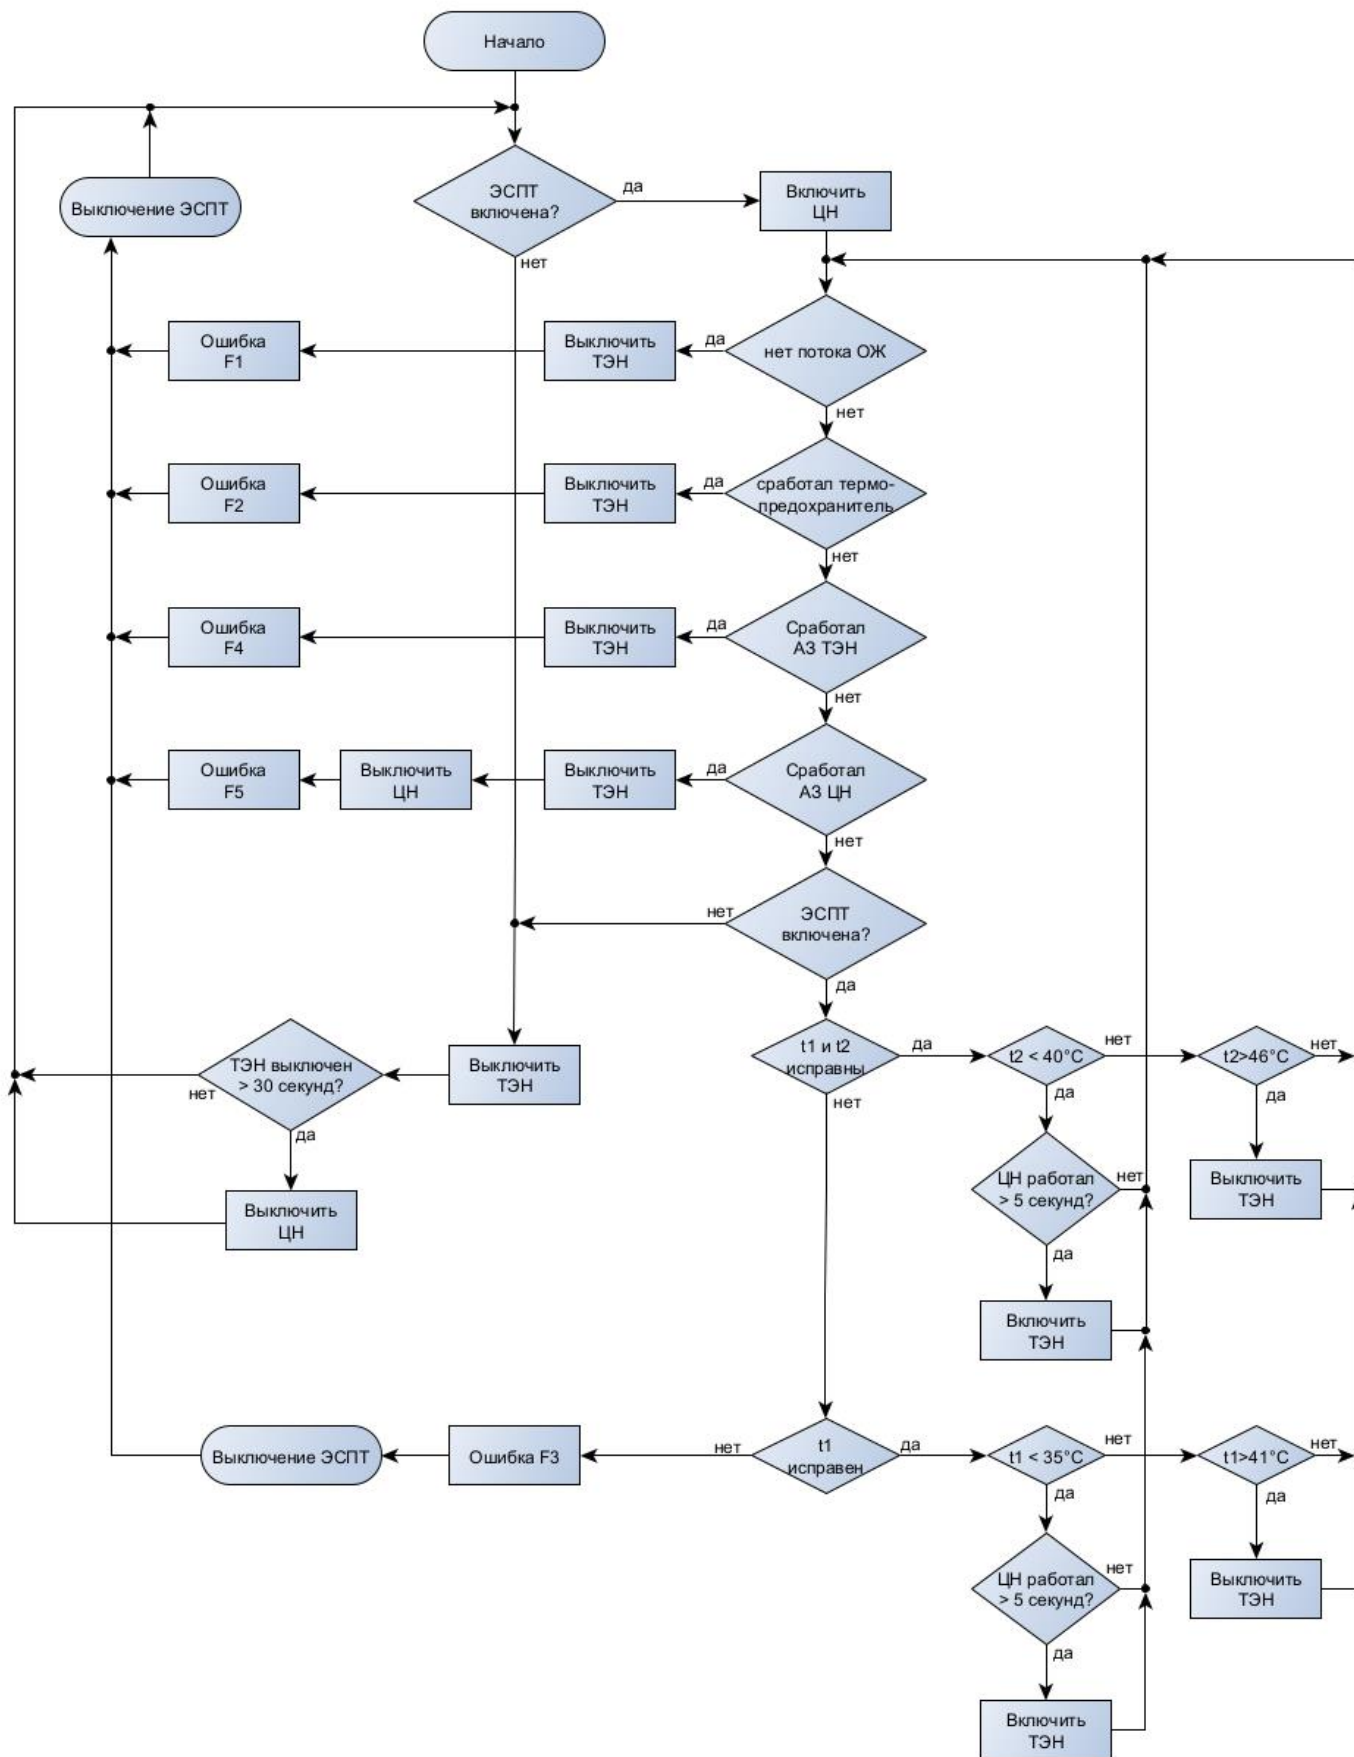 Начало
ЭСПТ
включена?
да
Включить
ЦН
Выключение ЭСПТ
нет
нет потока ОЖ
да
Выключить
ТЭН
Ошибка
F1
нет
сработал термо-
предохранитель
да
Выключить
ТЭН
Ошибка
F2
нет
Сработал
АЗ ТЭН
да
Выключить
ТЭН
Ошибка
F4
нет
Сработал
АЗ ЦН
да
Выключить
ТЭН
Выключить
ЦН
Ошибка
F5
нет
ЭСПТ
включена?
нет
да
t1 и t2
исправны
да
t2 < 40°C
нет
t2>46°C
нет
Выключить
ТЭН
ТЭН выключен
> 30 секунд?
нет
да
Выключить
ЦН
нет
да
ЦН работал
> 5 секунд?
нет
да
Включить
ТЭН
да
Выключить
ТЭН
t1
исправен
нет
Ошибка F3
Выключение ЭСПТ
да
t1 < 35°C
нет
t1>41°C
нет
да
ЦН работал
> 5 секунд?
нет
да
Включить
ТЭН
да
Выключить
ТЭН